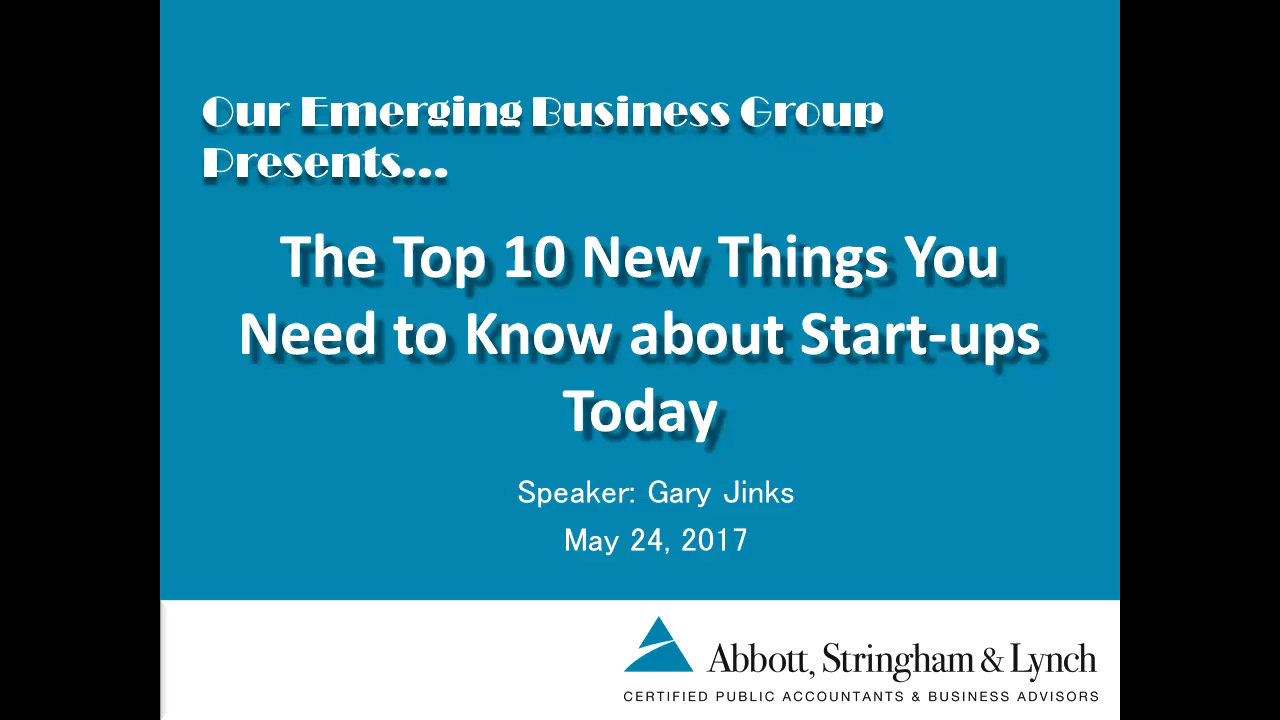 Our Emerging Business Group
Presents...
The Top 10 New Things You
Need to Know about Start-ups
Today
Speaker: Gary Jinks
May 24, 2017
Abbott, Stringham & Lynch
CERTIFIED PUBLIC ACCOUNTANTS & BUSINESS ADVISORS